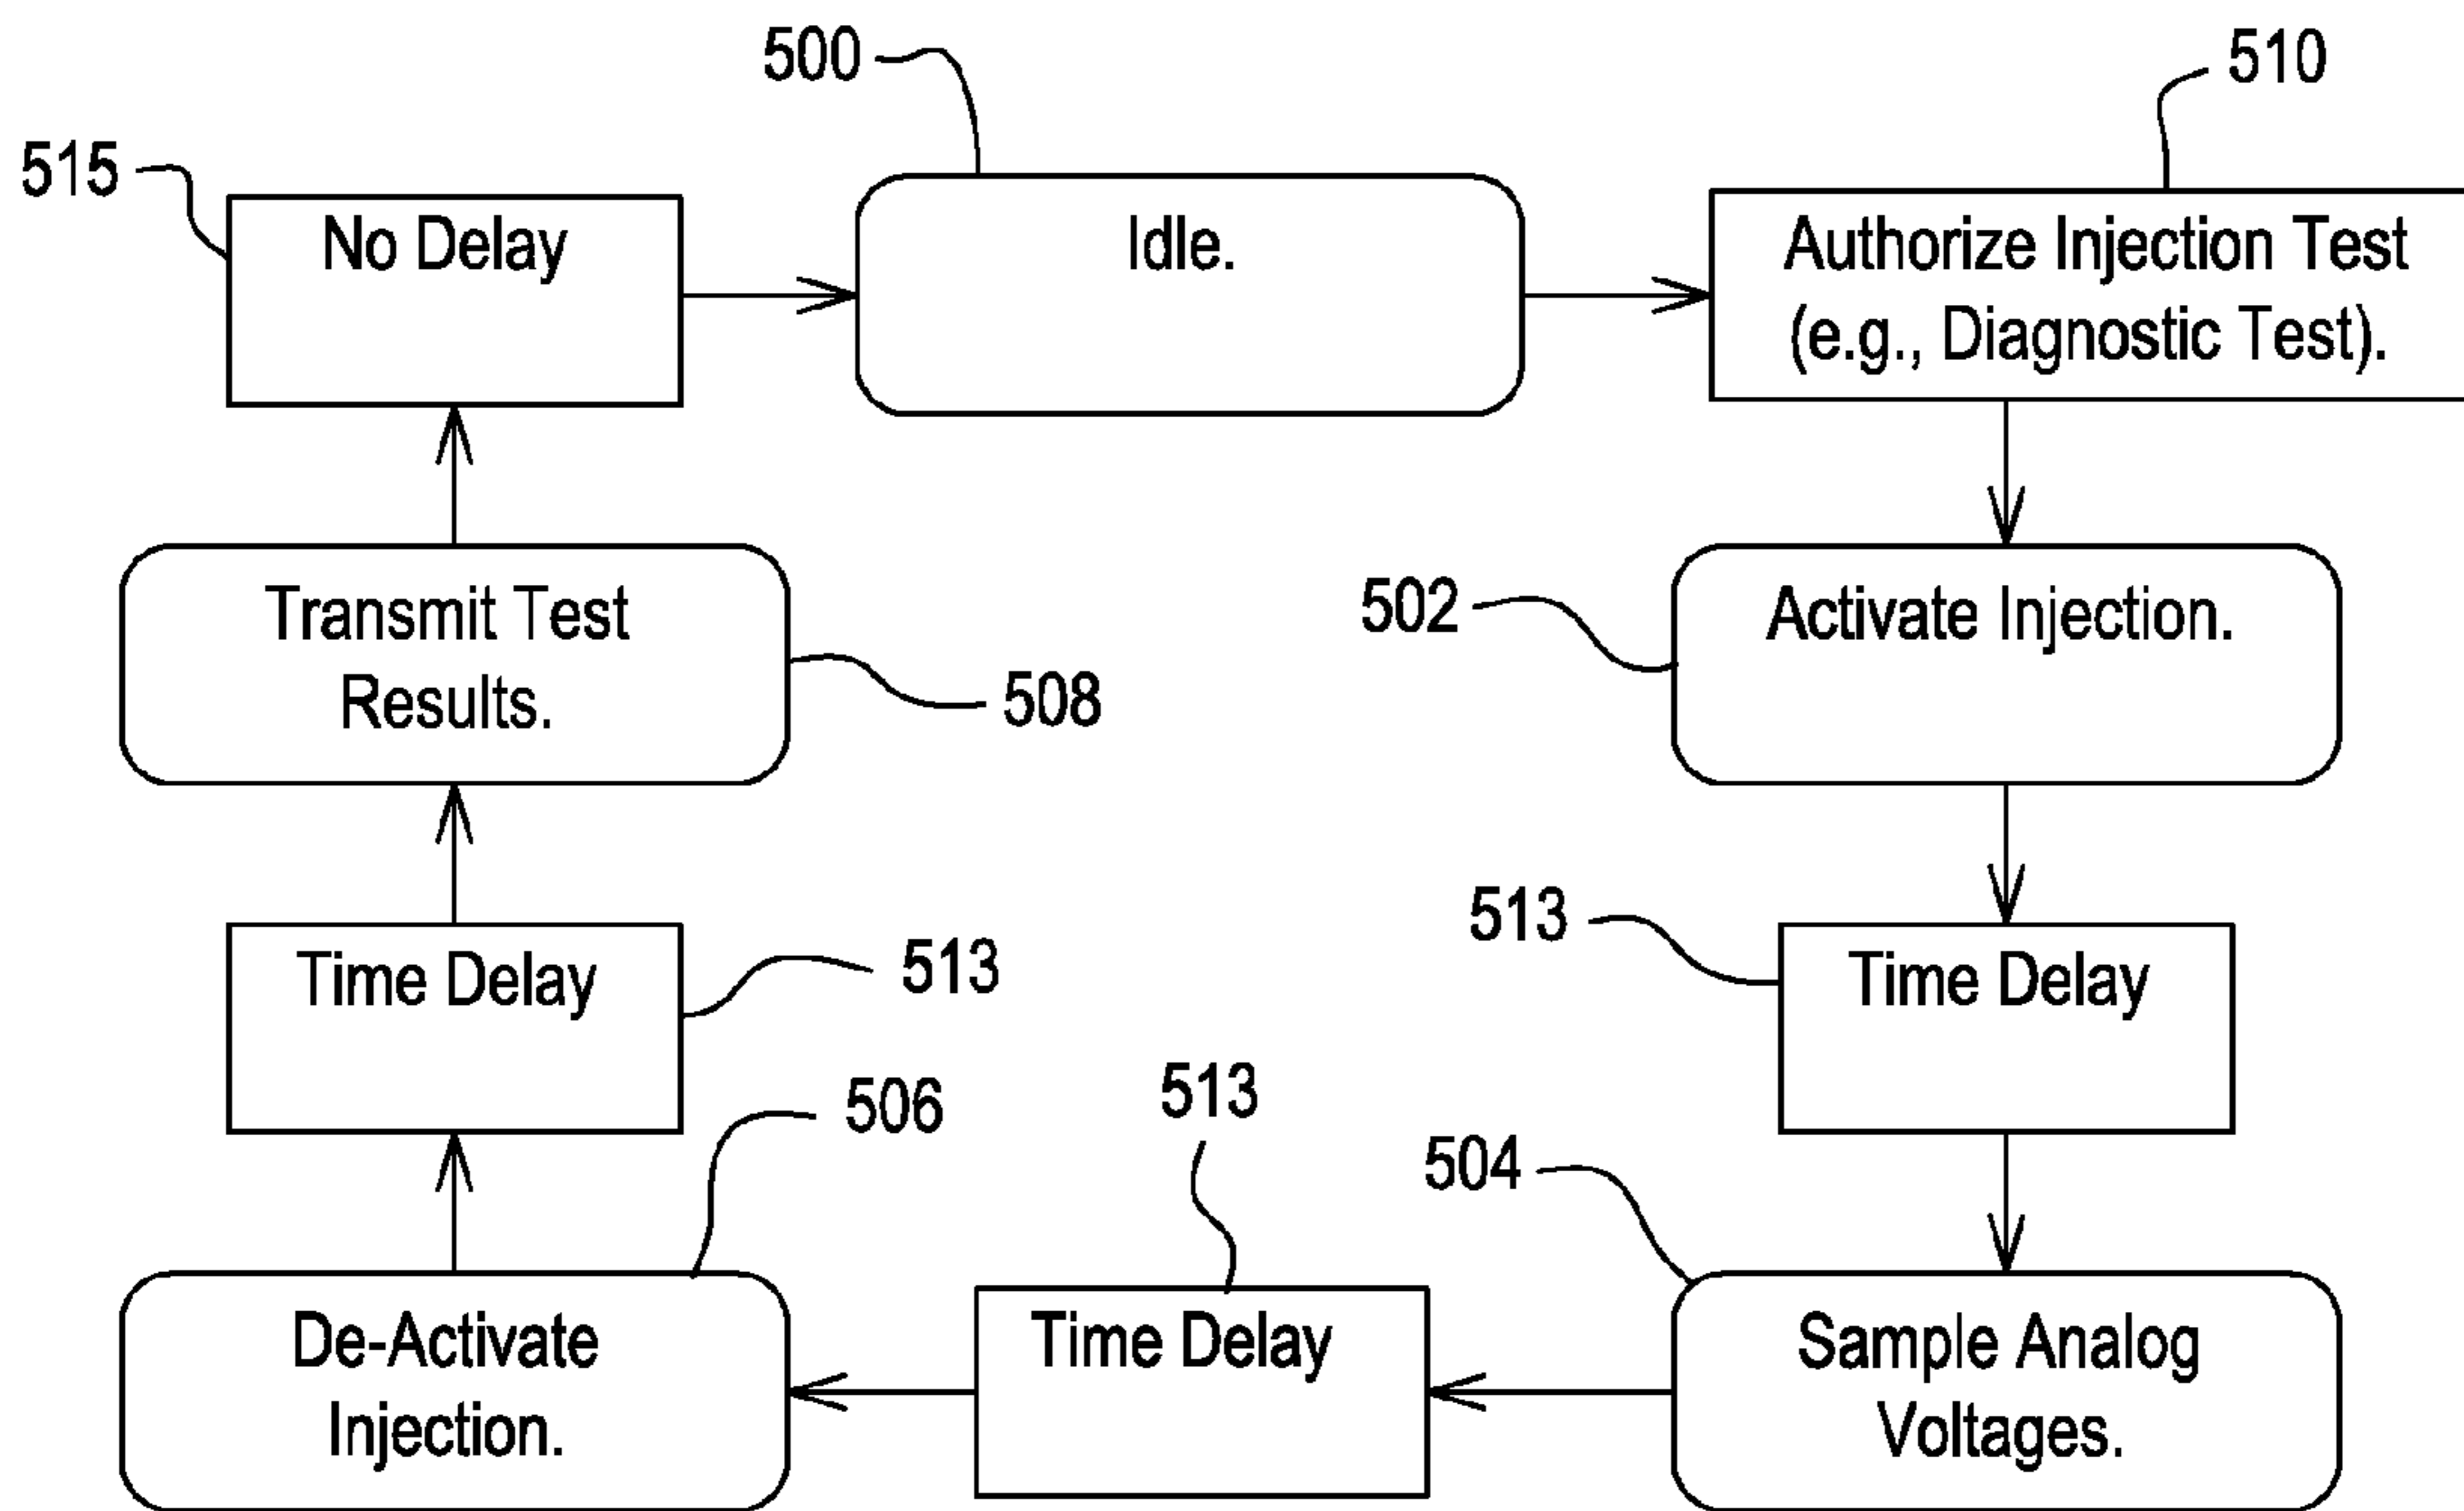 500
510
515
No Delay
Idle.
Authorize Injection Test
(e.g., Diagnostic Test).
Transmit Test
Results.
508
502
Activate Injection.
Time Delay
513
513
Time Delay
506
513
504
De-Activate
Injection.
Time Delay
Sample Analog
Voltages.